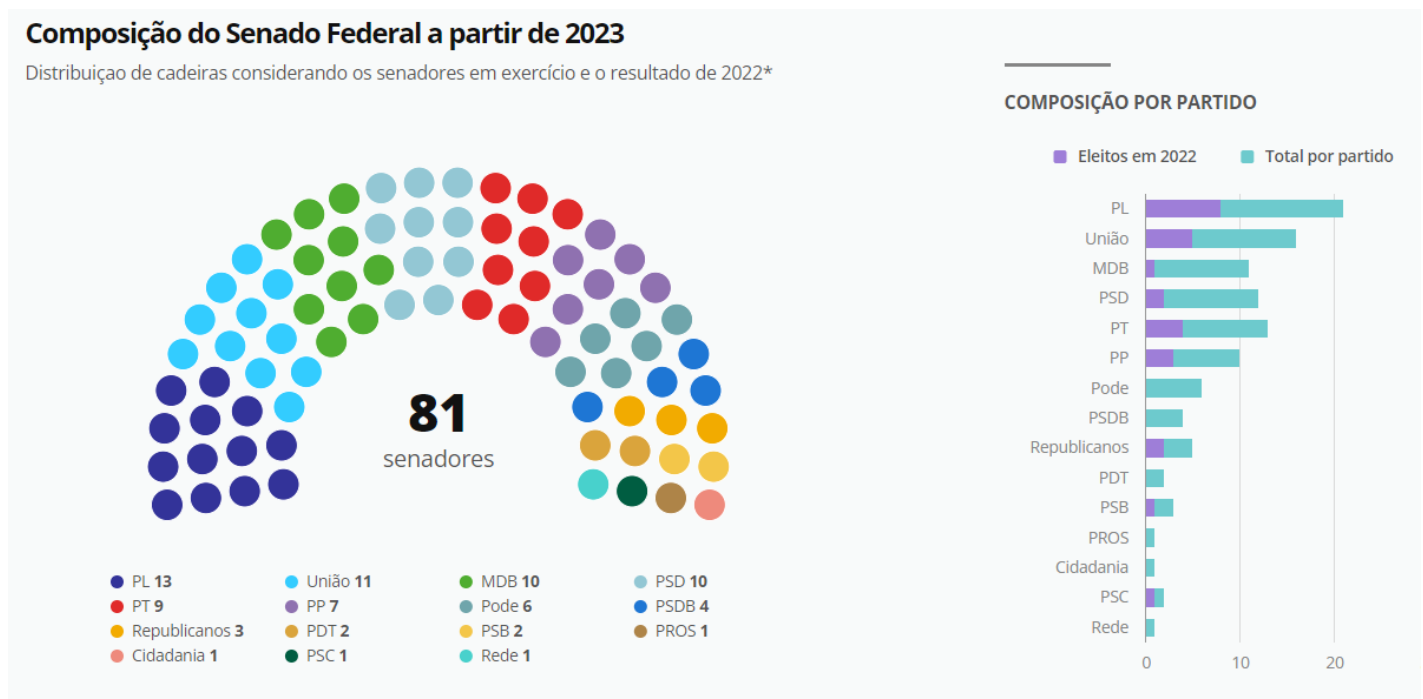 Composição do Senado Federal a partir de 2023
Distribuiçao de cadeiras considerando os senadores em exercício e o resultado de 2022*
81
senadores
PL 13
União 11
MDB 10
PSD 10
PT 9
PP 7
Pode 6
PSDB 4
Republicanos 3
PDT 2
PSB 2
PROS 1
Cidadania 1
PSC 1
Rede 1
COMPOSIÇÃO POR PARTIDO
Eleitos em 2022
Total por partido
PL
União
MDB
PSD
PT
PP
Pode
PSDB
Republicanos
PDT
PSB
PROS
Cidadania
PSC
Rede
0 10 20